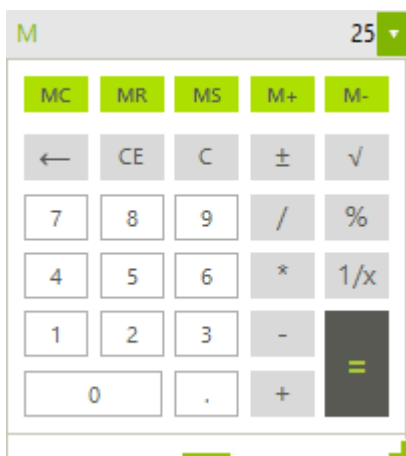 M 25
MC MR MS M+ M-
← CE C ± √
7 8 9 / %
4 5 6 * 1/x
1 2 3 - =
0 . +